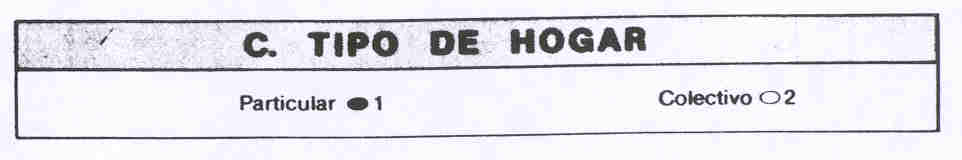 C. TIPO DE HOGAR
Particular ● 1 Colectivo ○ 2